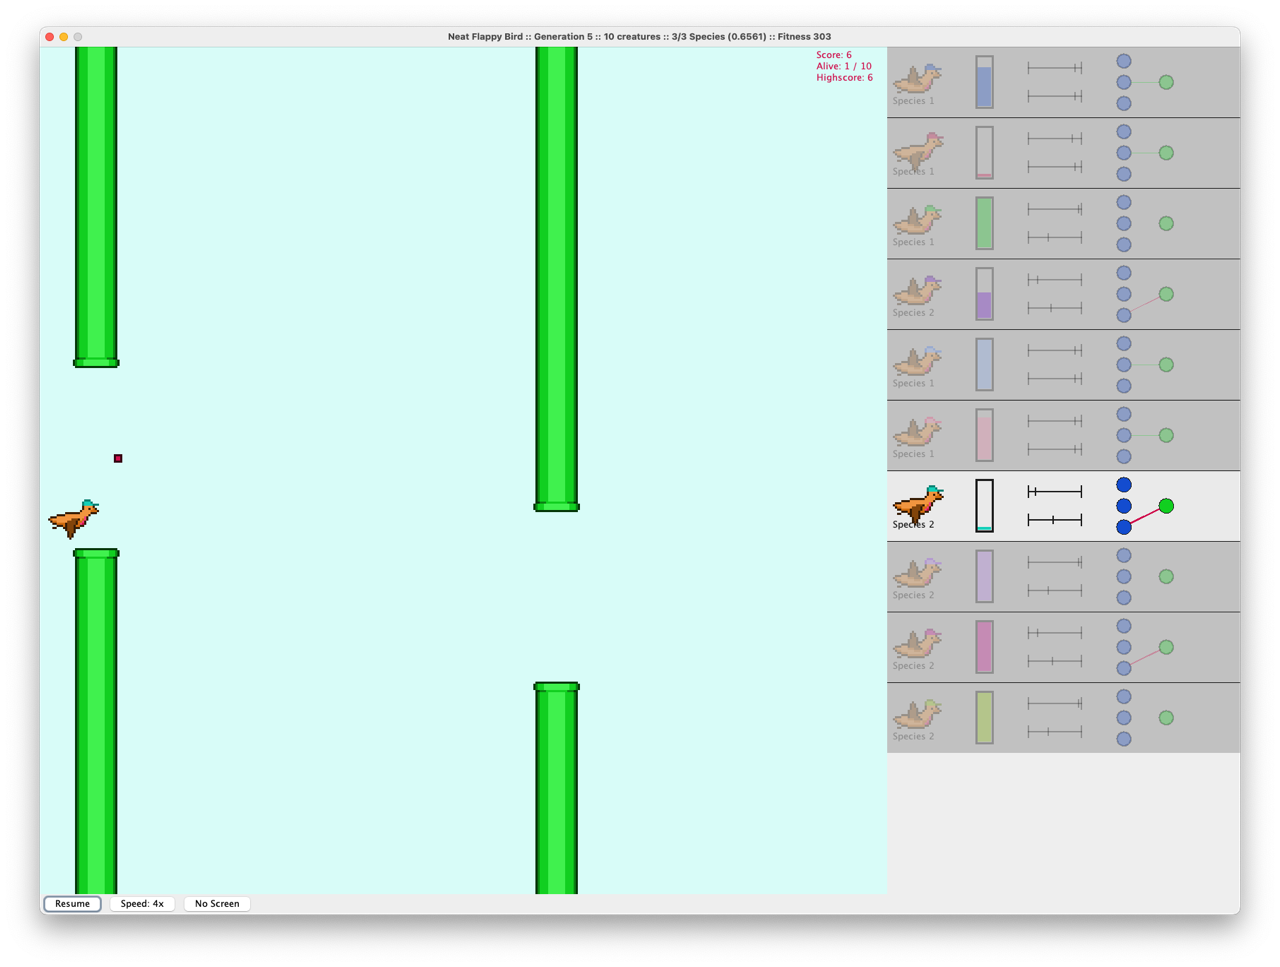 Neat Flappy Bird :: Generation 5 :: 10 creatures :: 3/3 Species (0.6561) :: Fitness 303
Score: 6
Alive: 1 / 10
Highscore: 6
Species 1
Species 1
Species 1
Species 2
Species 1
Species 1
Species 2
Species 2
Species 2
Species 2
Resume
Speed: 4x
No Screen